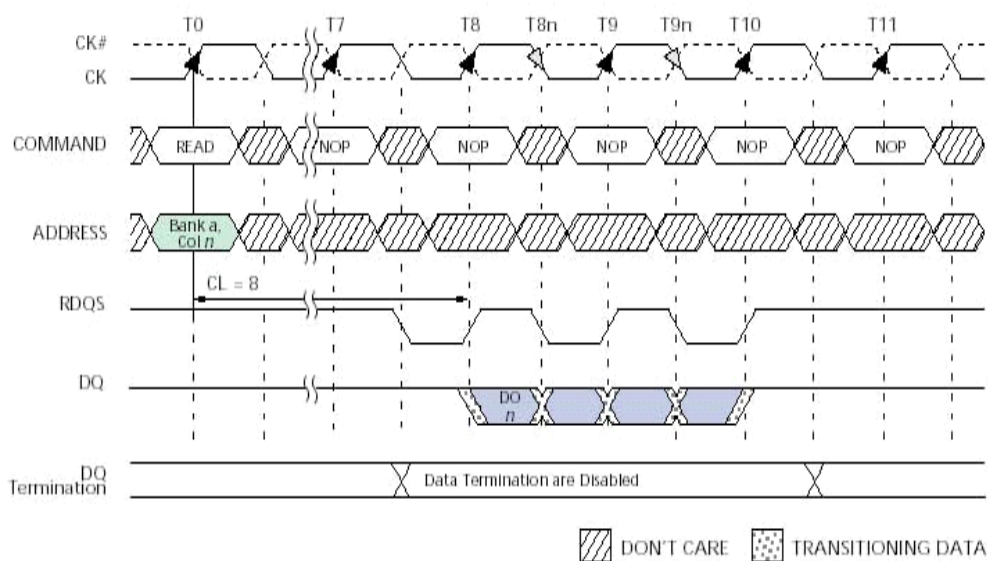 T0 T7 T8 T8n T9 T9n T10 T11
CK#
CK
COMMAND READ NOP NOP NOP NOP NOP
ADDRESS Bank a,
Col n
CL = 8
RDQS
DQ
DO
n
DQ
Termination
Data Termination are Disabled
DON'T CARE TRANSITIONING DATA